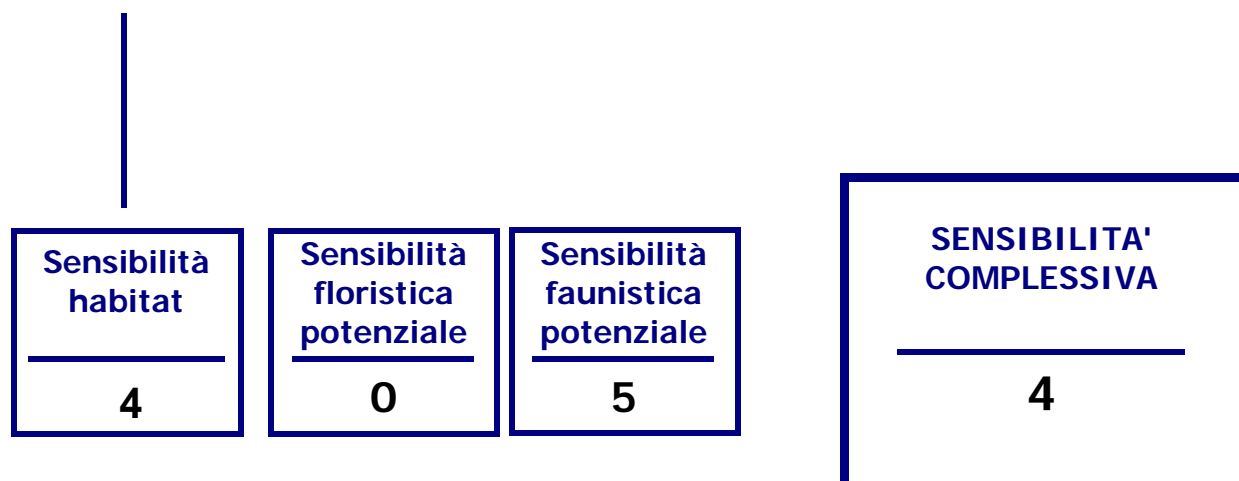 Sensibilità
habitat
4
Sensibilità
floristica
potenziale
0
Sensibilità
faunistica
potenziale
5
SENSIBILITA'
COMPLESSIVA
4